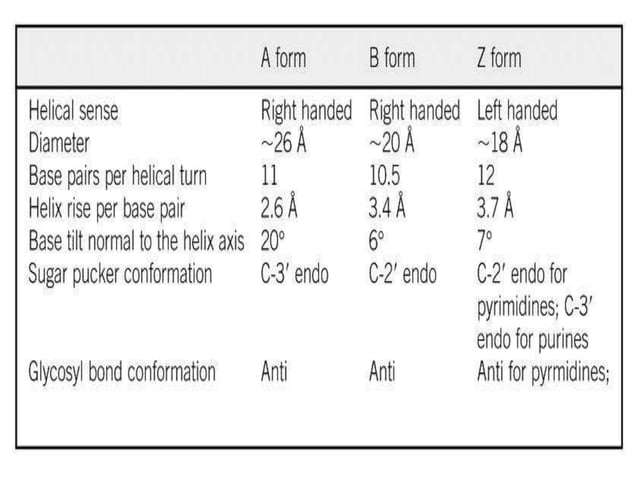 A form B form Z form
Helical sense Right handed Right handed Left handed
Diameter ~26 Å ~20 Å ~18 Å
Base pairs per helical turn 11 10.5 12
Helix rise per base pair 2.6 Å 3.4 Å 3.7 Å
Base tilt normal to the helix axis 20° 6° 7°
Sugar pucker conformation C-3′ endo C-2′ endo C-2′ endo for
pyrimidines; C-3′
endo for purines
Glycosyl bond conformation Anti Anti Anti for pyrmidines;